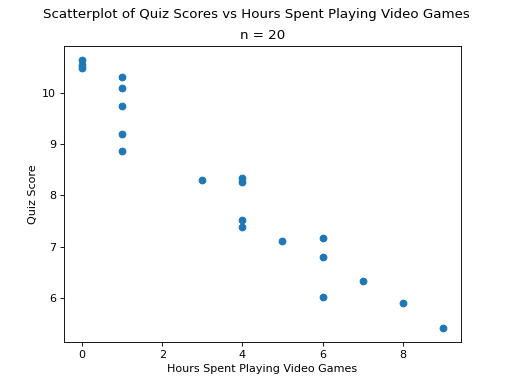 Scatterplot of Quiz Scores vs Hours Spent Playing Video Games
n = 20
10
9
8
7
6
Quiz Score
0 2 4 6 8
Hours Spent Playing Video Games